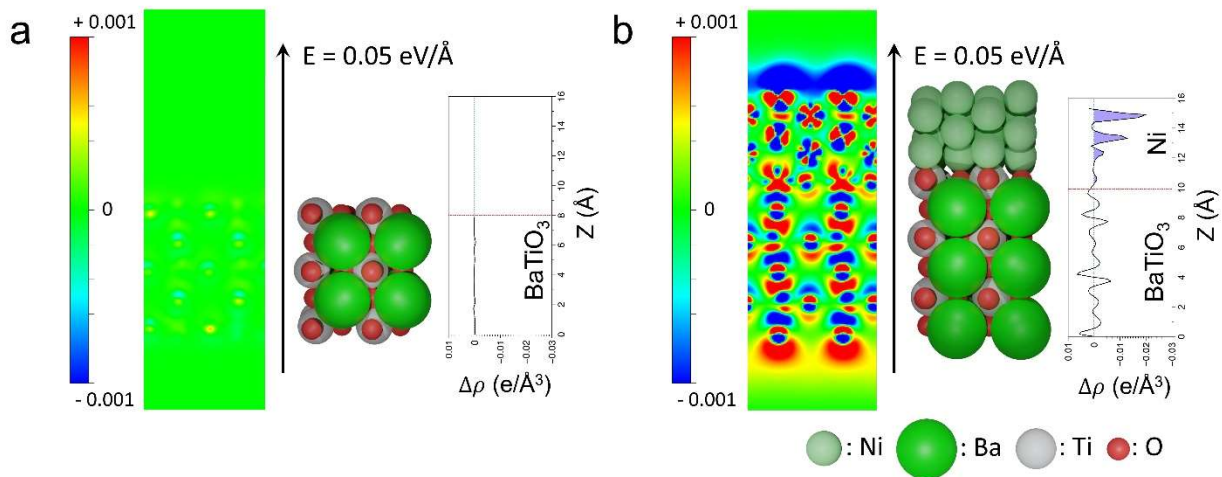 a
+ 0.001
0
- 0.001
E = 0.05 eV/Å
BaTiO3
0 2 4 6 8 10 12 14 16
Z (Å)
0.01 0 -0.01 -0.02 -0.03
Δρ (e/Å³)
b
+ 0.001
0
- 0.001
E = 0.05 eV/Å
BaTiO3
Ni
0 2 4 6 8 10 12 14 16
Z (Å)
0.01 0 -0.01 -0.02 -0.03
Δρ (e/Å³)
: Ni : Ba : Ti : O